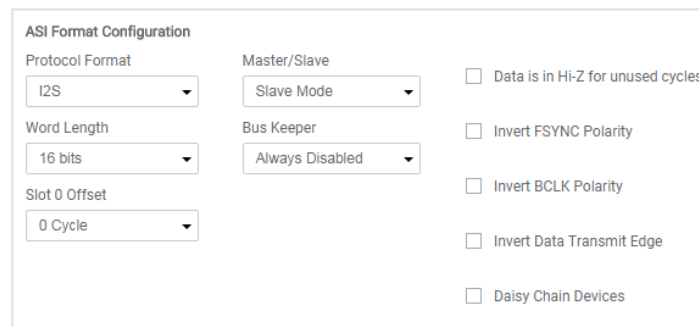 ASI Format Configuration
Protocol Format
I2S
Master/Slave
Slave Mode
Word Length
16 bits
Bus Keeper
Always Disabled
Slot 0 Offset
0 Cycle
Data is in Hi-Z for unused cycles
Invert FSYNC Polarity
Invert BCLK Polarity
Invert Data Transmit Edge
Daisy Chain Devices